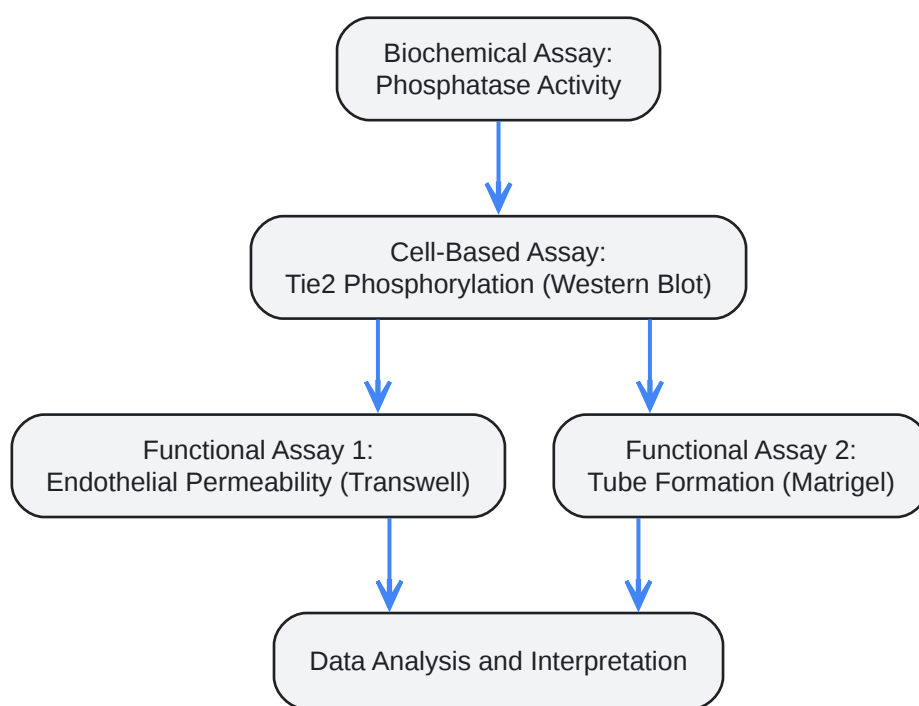 Biochemical Assay:
Phosphatase Activity
Cell-Based Assay:
Tie2 Phosphorylation (Western Blot)
Functional Assay 1:
Endothelial Permeability (Transwell)
Functional Assay 2:
Tube Formation (Matrigel)
Data Analysis and Interpretation